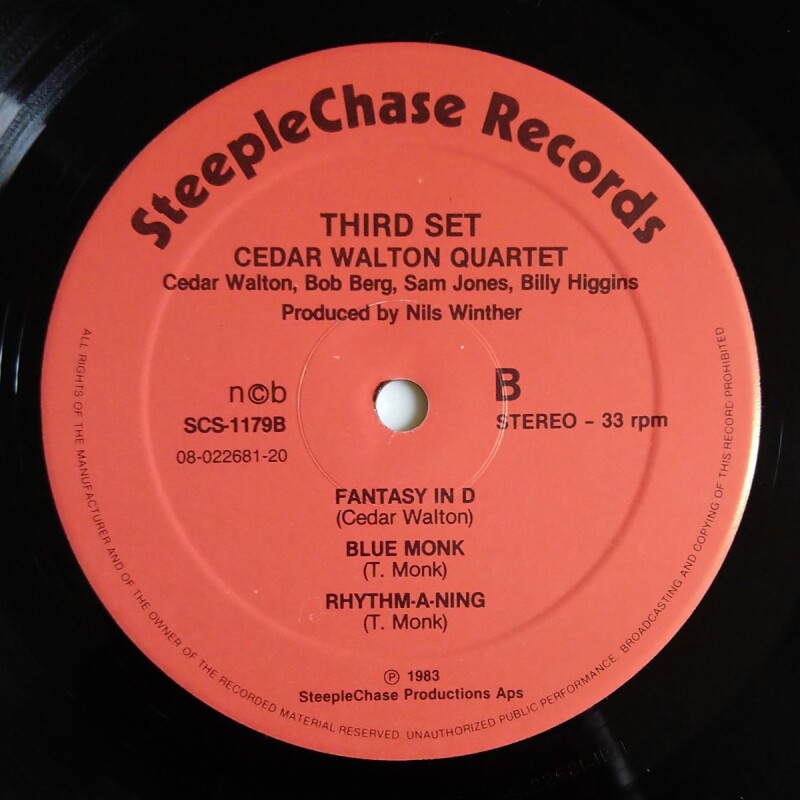 SteepleChase Records
THIRD SET
CEDAR WALTON QUARTET
Cedar Walton, Bob Berg, Sam Jones, Billy Higgins
Produced by Nils Winther
n©b
SCS-1179B
08-022681-20
B
STEREO - 33 rpm
FANTASY IN D
(Cedar Walton)
BLUE MONK
(T. Monk)
RHYTHM-A-NING
(T. Monk)
℗ 1983
SteepleChase Productions Aps
ALL RIGHTS OF THE MANUFACTURER AND OF THE OWNER OF THE RECORDED MATERIAL RESERVED. UNAUTHORIZED PUBLIC PERFORMANCE. BROADCASTING AND COPYING OF THIS RECORD PROHIBITED